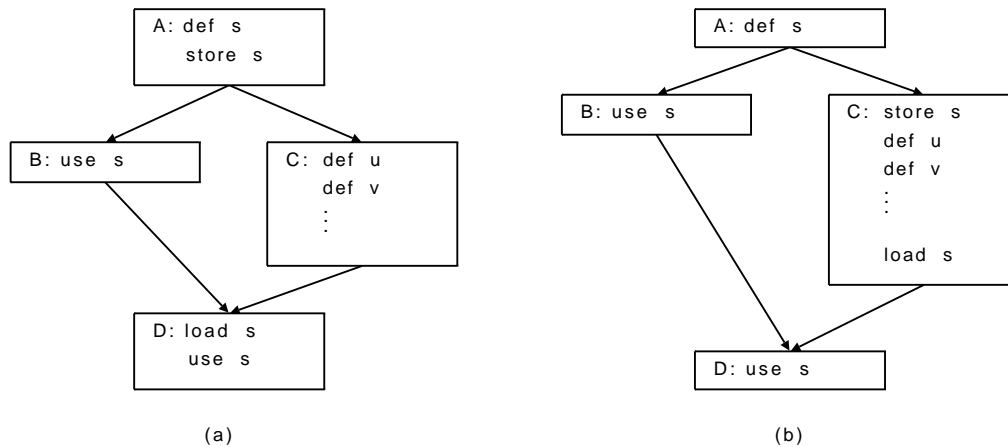 A: def s
store s
B: use s
C: def u
def v
⋮
D: load s
use s
(a)
A: def s
B: use s
C: store s
def u
def v
⋮
load s
D: use s
(b)